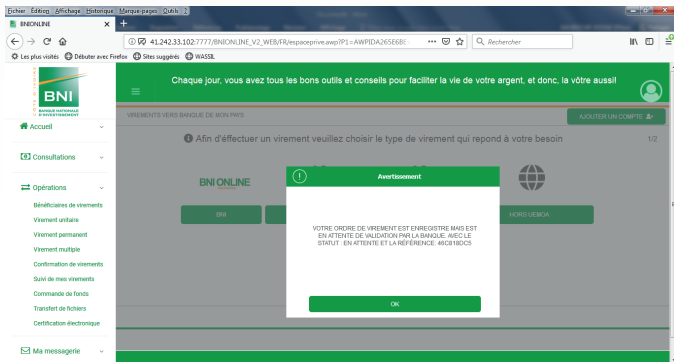 Fichier Édition Affichage Historique Marque-pages Outils ?
BNIONLINE
41.242.33.102:7777/BNIONLINE_V2_WEB/FR/espaceprive.awp?P1=AWPIDA265E6BE
Rechercher
Les plus visités Débuter avec Firefox Sites suggérés WASSIL
CÔTE D'IVOIRE
BNI
BANQUE NATIONALE
D'INVESTISSEMENT
Chaque jour, vous avez tous les bons outils et conseils pour faciliter la vie de votre argent, et donc, la vôtre aussi!
VIREMENTS VERS BANQUE DE MON PAYS
AJOUTER UN COMPTE
Accueil
Afin d'éffectuer un virement veuillez choisir le type de virement qui repond à votre besoin
1/2
Consultations
Opérations
Bénéficiaires de virements
Virement unitaire
Virement permanent
Virement multiple
Confirmation de virements
Suivi de mes virements
Commande de fonds
Transfert de fichiers
Certification électronique
Ma messagerie
BNI ONLINE
BNI
HORS UEMOA
Avertissement
VOTRE ORDRE DE VIREMENT EST ENREGISTRE MAIS EST
EN ATTENTE DE VALIDATION PAR LA BANQUE. AVEC LE
STATUT : EN ATTENTE ET LA RÉFÉRENCE: 46C818DC5
OK